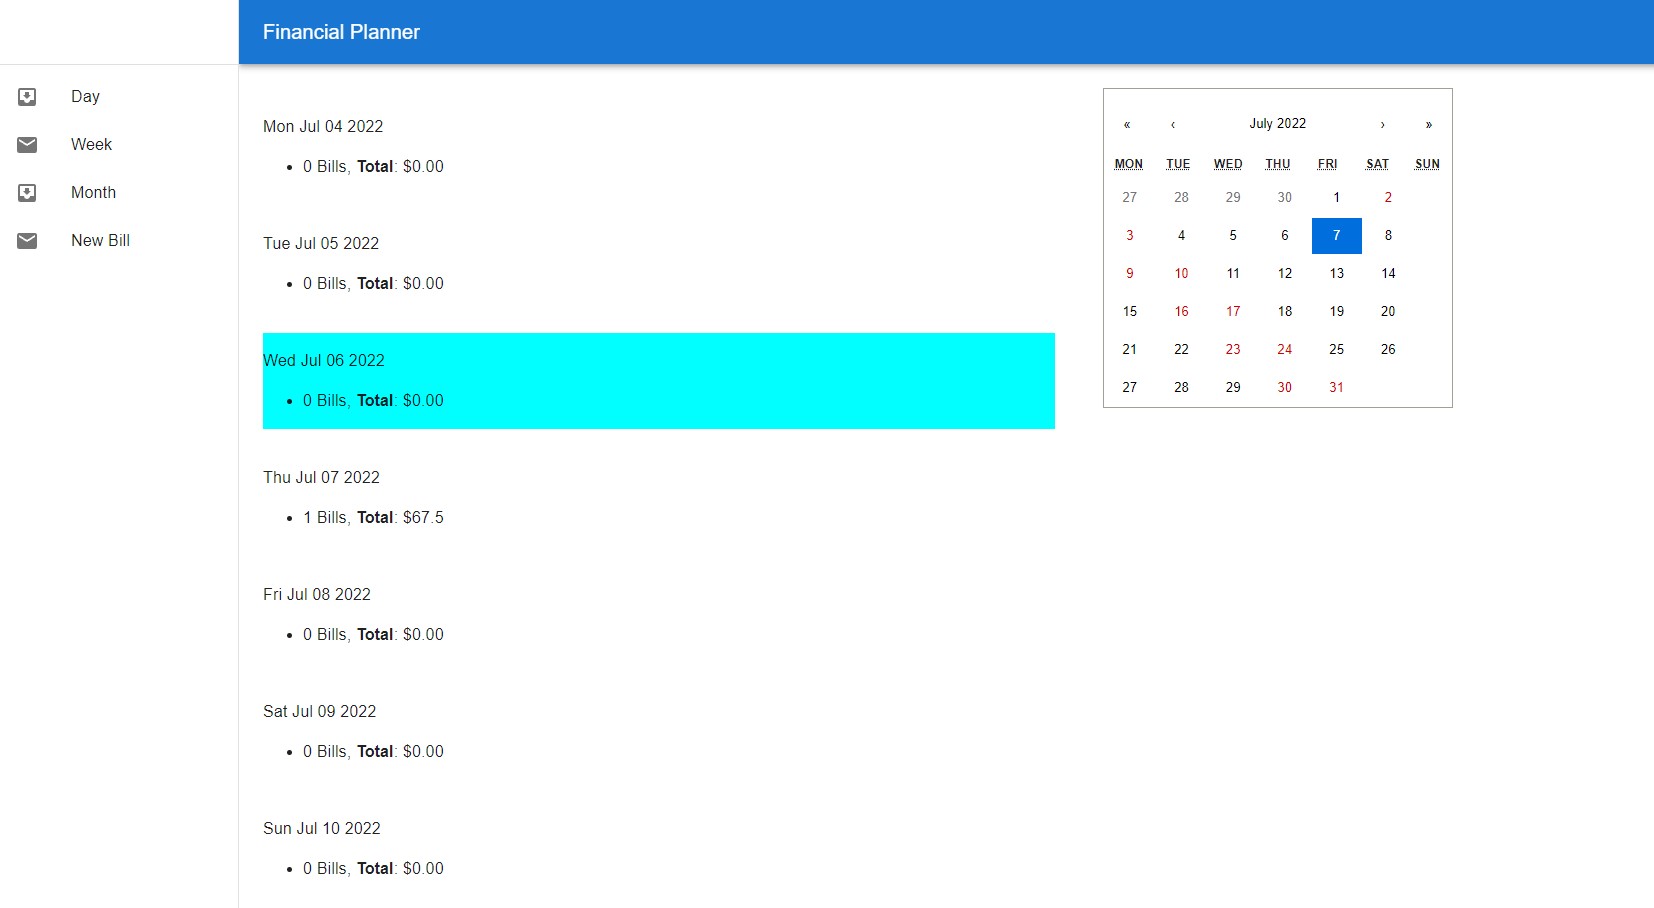 Financial Planner
Day
Week
Month
New Bill
Mon Jul 04 2022
0 Bills, Total: $0.00
Tue Jul 05 2022
0 Bills, Total: $0.00
Wed Jul 06 2022
0 Bills, Total: $0.00
Thu Jul 07 2022
1 Bills, Total: $67.5
Fri Jul 08 2022
0 Bills, Total: $0.00
Sat Jul 09 2022
0 Bills, Total: $0.00
Sun Jul 10 2022
0 Bills, Total: $0.00
« ‹ July 2022 › »
MON TUE WED THU FRI SAT SUN
27 28 29 30 1 2
3 4 5 6 7 8
9 10 11 12 13 14
15 16 17 18 19 20
21 22 23 24 25 26
27 28 29 30 31